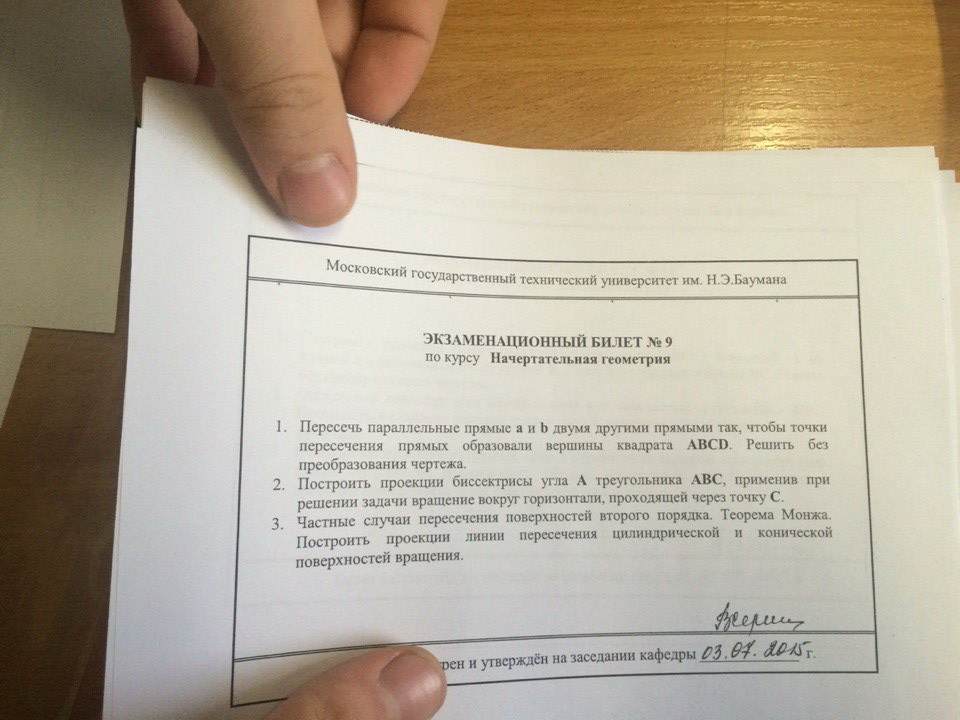 Московский государственный технический университет им. Н.Э.Баумана
ЭКЗАМЕНАЦИОННЫЙ БИЛЕТ № 9
по курсу Начертательная геометрия
1. Пересечь параллельные прямые a и b двумя другими прямыми так, чтобы точки
пересечения прямых образовали вершины квадрата ABCD. Решить без
преобразования чертежа.
2. Построить проекции биссектрисы угла A треугольника ABC, применив при
решении задачи вращение вокруг горизонтали, проходящей через точку C.
3. Частные случаи пересечения поверхностей второго порядка. Теорема Монжа.
Построить проекции линии пересечения цилиндрической и конической
поверхностей вращения.
рен и утверждён на заседании кафедры 03.07.2015г.